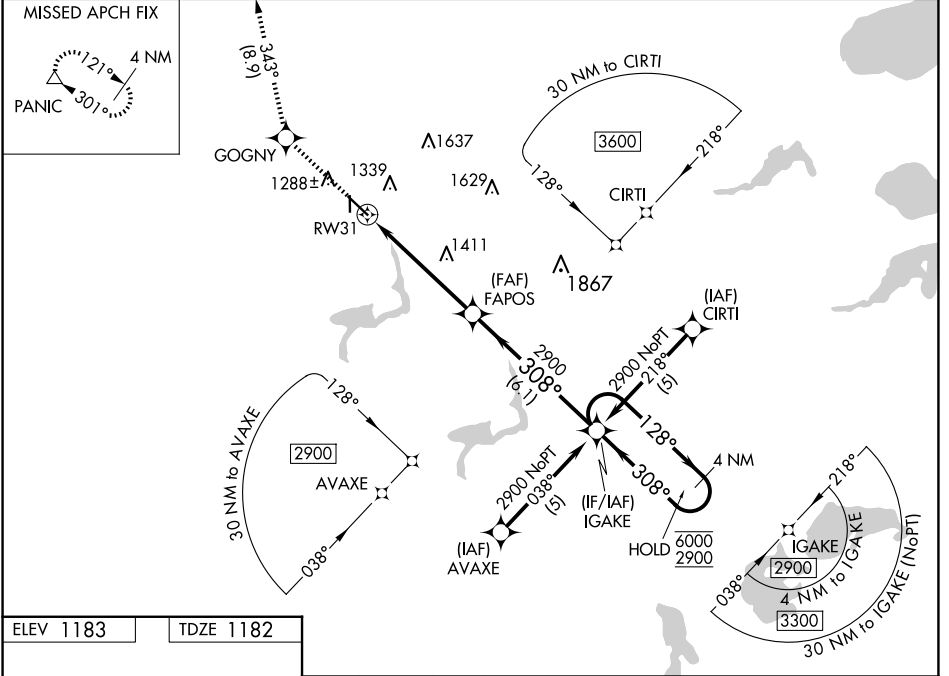 MISSED APCH FIX
4 NM
121°
301°
PANIC
343°
(8.9)
GOGNY
1288±
1339
1637
1629
RW31
1411
(FAF)
FAPOS
1867
30 NM to CIRTI
3600
218°
128°
CIRTI
(IAF)
CIRTI
2900 NoPT
218°
(5)
2900
308°
(6.1)
128°
4 NM
308°
(IF/IAF)
IGAKE
HOLD
6000
2900
2900 NoPT
038°
(5)
(IAF)
AVAXE
30 NM to AVAXE
128°
2900
AVAXE
038°
218°
IGAKE
2900
038°
4 NM to IGAKE
3300
30 NM to IGAKE (NoPT)
ELEV 1183
TDZE 1182